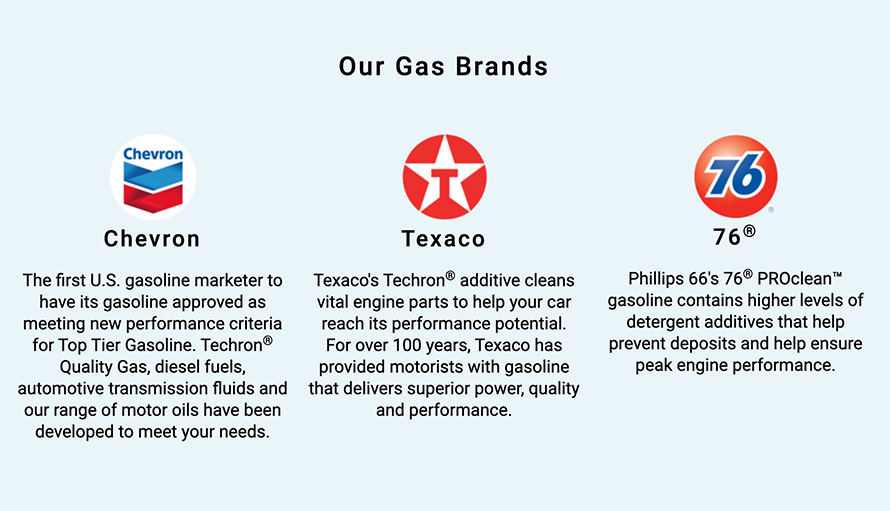 Our Gas Brands
Chevron
Chevron
The first U.S. gasoline marketer to
have its gasoline approved as
meeting new performance criteria
for Top Tier Gasoline. Techron®
Quality Gas, diesel fuels,
automotive transmission fluids and
our range of motor oils have been
developed to meet your needs.
T
Texaco
Texaco's Techron® additive cleans
vital engine parts to help your car
reach its performance potential.
For over 100 years, Texaco has
provided motorists with gasoline
that delivers superior power, quality
and performance.
76®
76®
Phillips 66's 76® PROclean™
gasoline contains higher levels of
detergent additives that help
prevent deposits and help ensure
peak engine performance.